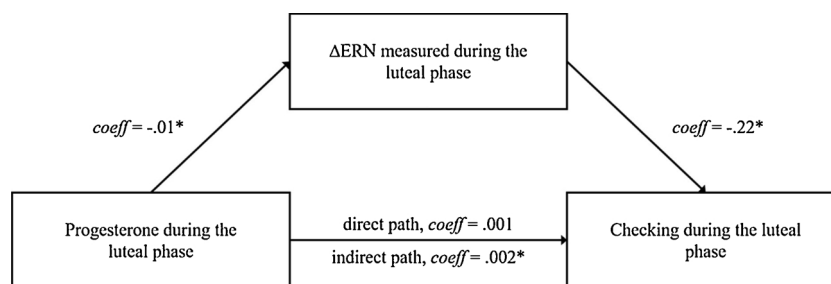 ΔERN measured during the
luteal phase
coeff = -.01*
coeff = -.22*
Progesterone during the
luteal phase
direct path, coeff = .001
indirect path, coeff = .002*
Checking during the luteal
phase